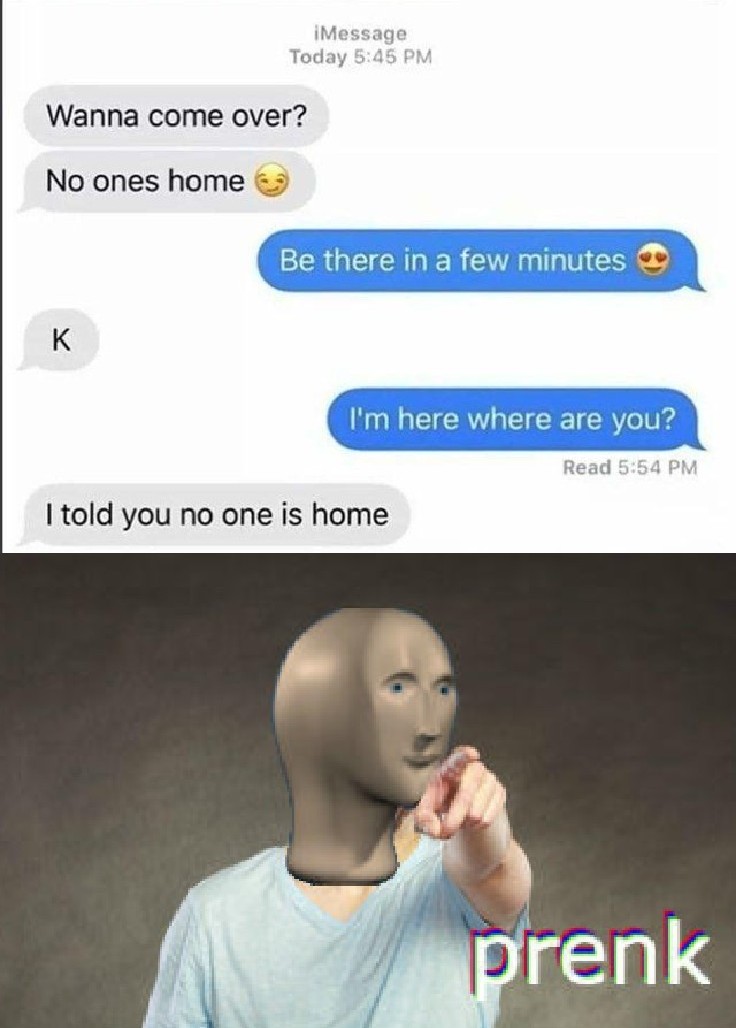 iMessage
Today 5:45 PM
Wanna come over?
No ones home 😏
Be there in a few minutes 😍
K
I'm here where are you?
Read 5:54 PM
I told you no one is home
prenk